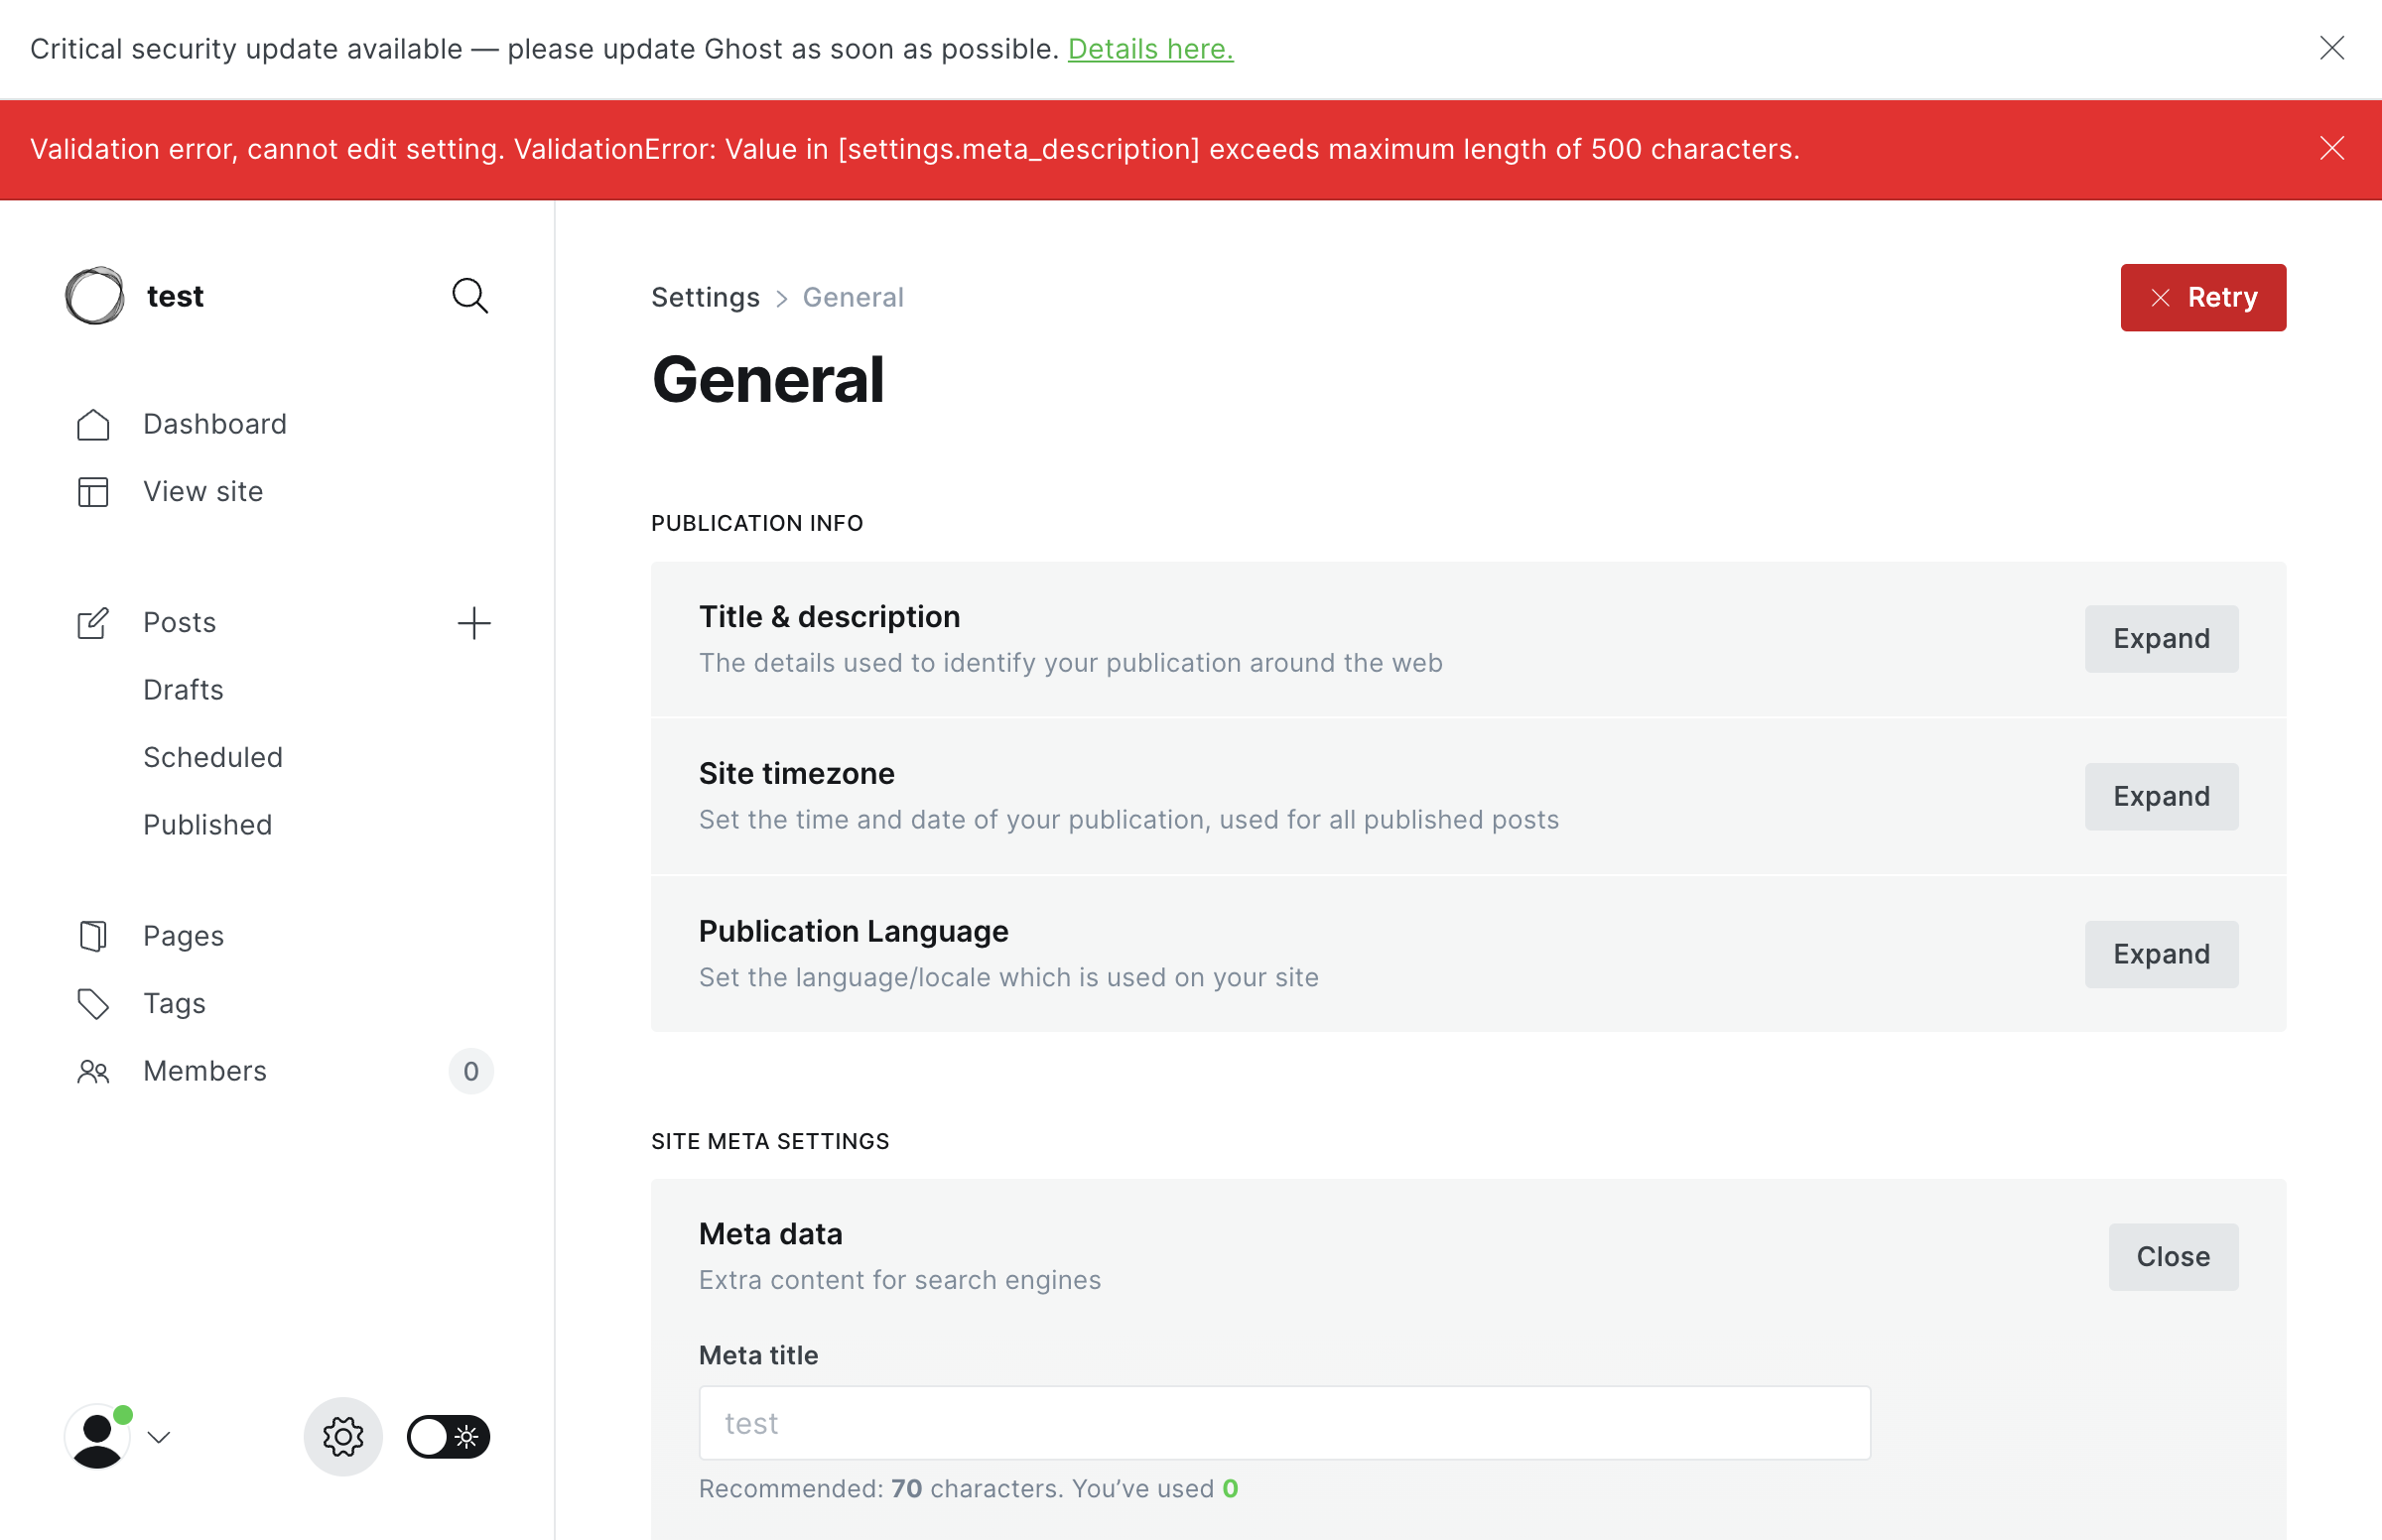 Critical security update available — please update Ghost as soon as possible. Details here.
Validation error, cannot edit setting. ValidationError: Value in [settings.meta_description] exceeds maximum length of 500 characters.
test
Dashboard
View site
Posts
Drafts
Scheduled
Published
Pages
Tags
Members
0
Settings > General
Retry
General
PUBLICATION INFO
Title & description
The details used to identify your publication around the web
Expand
Site timezone
Set the time and date of your publication, used for all published posts
Expand
Publication Language
Set the language/locale which is used on your site
Expand
SITE META SETTINGS
Meta data
Extra content for search engines
Close
Meta title
test
Recommended: 70 characters. You’ve used 0